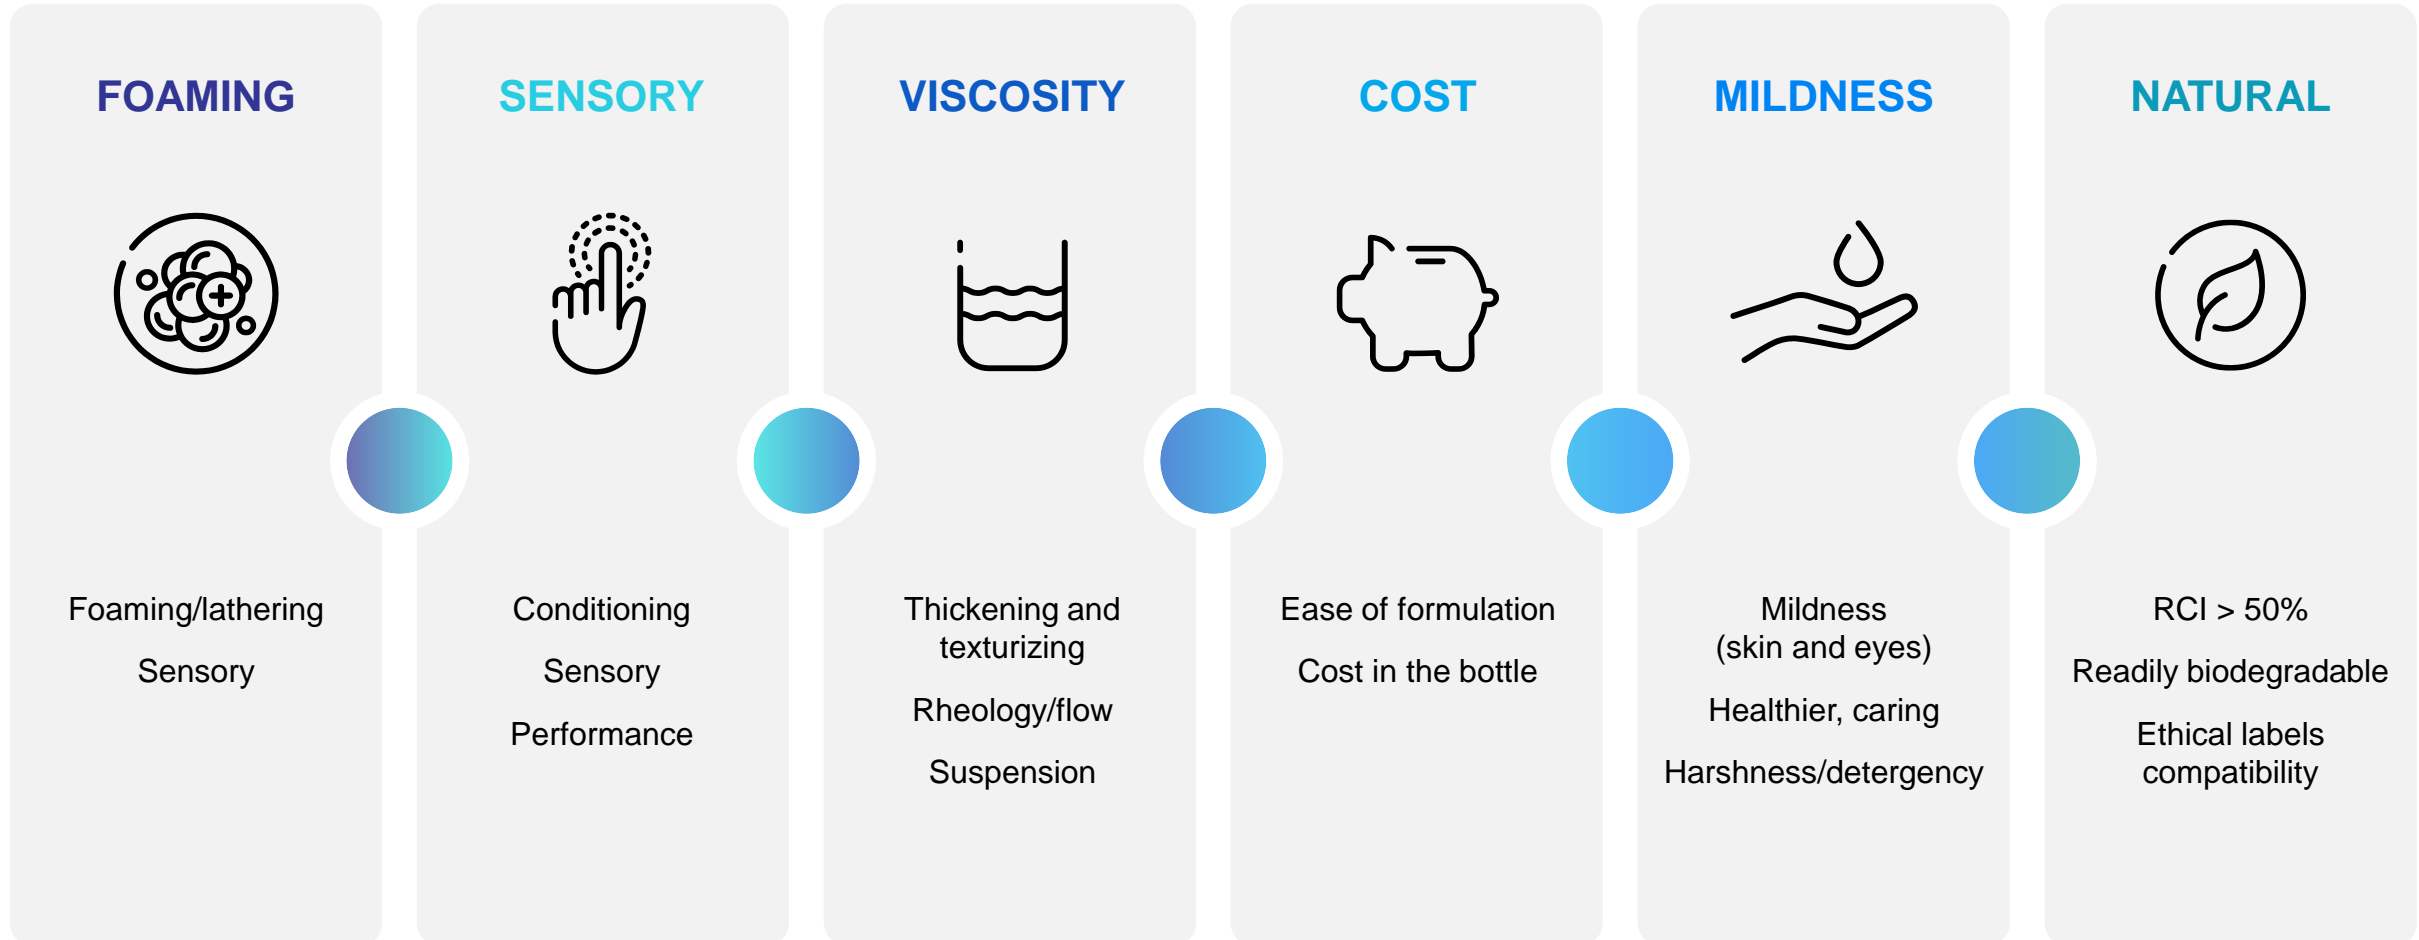 FOAMING
Foaming/lathering
Sensory
SENSORY
Conditioning
Sensory
Performance
VISCOSITY
Thickening and
texturizing
Rheology/flow
Suspension
COST
Ease of formulation
Cost in the bottle
MILDNESS
Mildness
(skin and eyes)
Healthier, caring
Harshness/detergency
NATURAL
RCI > 50%
Readily biodegradable
Ethical labels
compatibility